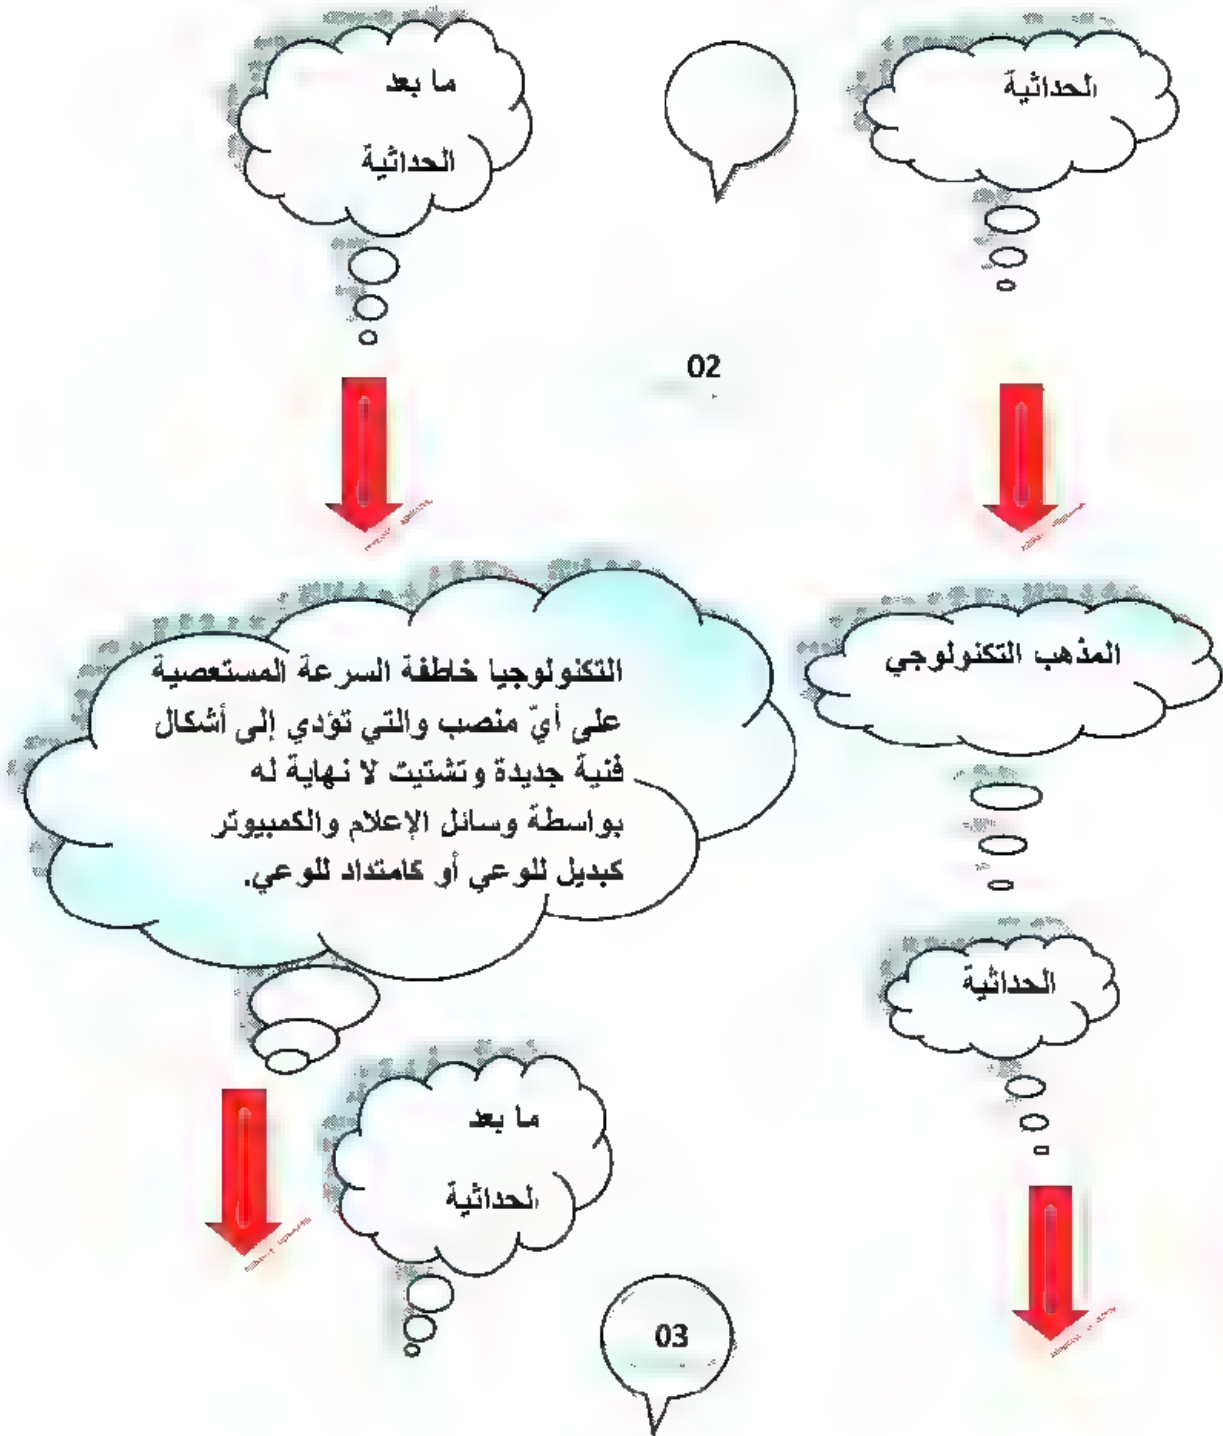 الحداثية
ما بعد
الحداثية
02
المذهب التكنولوجي
التكنولوجيا خاطفة السرعة المستعصية
على أيّ منصب والتي تؤدي إلى أشكال
فنية جديدة وتشتيت لا نهاية له
بواسطة وسائل الإعلام والكمبيوتر
كبديل للوعي أو كامتداد للوعي.
الحداثية
ما بعد
الحداثية
03